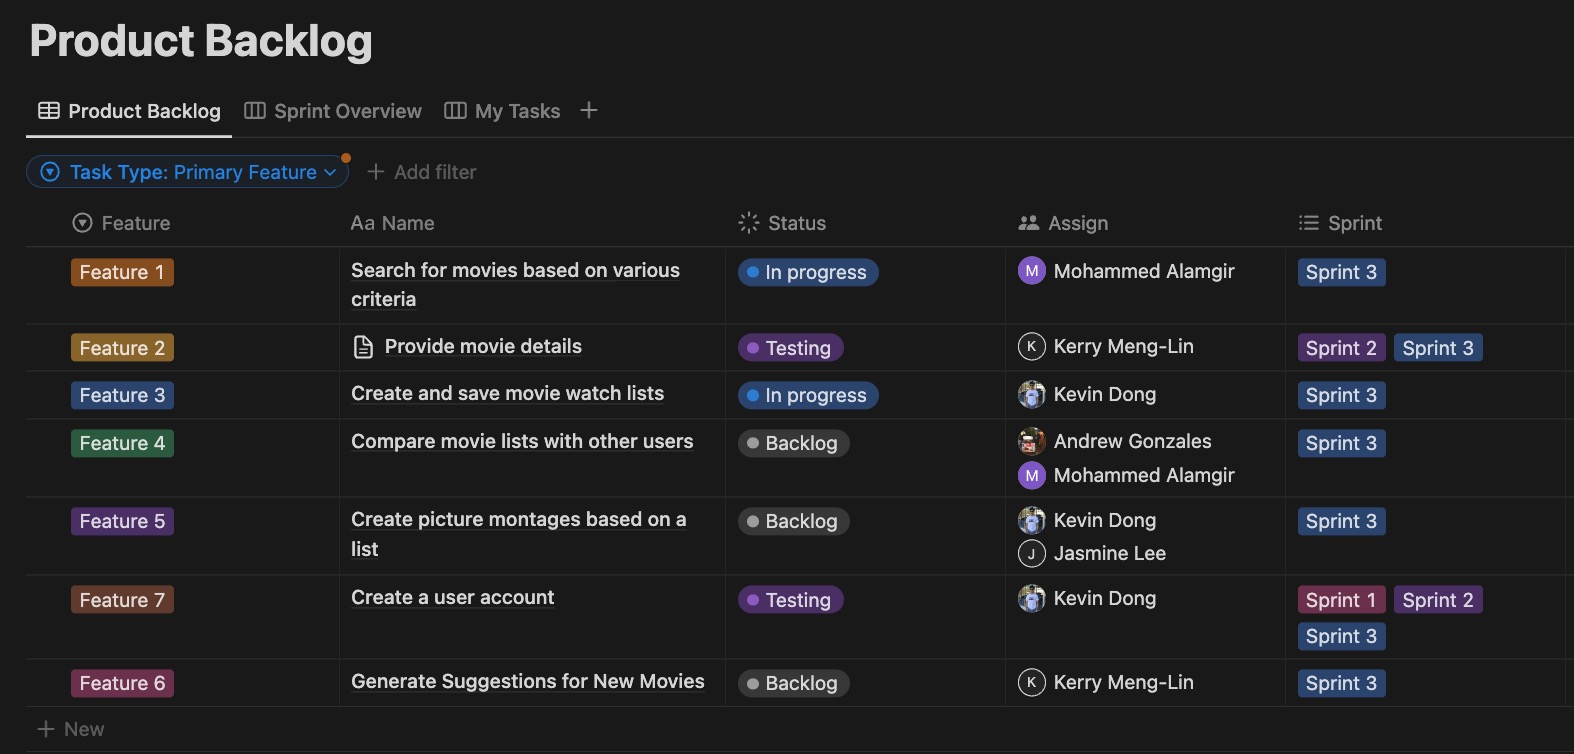 Product Backlog
Product Backlog Sprint Overview My Tasks +
Task Type: Primary Feature + Add filter
Feature Aa Name Status Assign Sprint
Feature 1 Search for movies based on various In progress M Mohammed Alamgir Sprint 3
criteria
Feature 2 Provide movie details Testing K Kerry Meng-Lin Sprint 2 Sprint 3
Feature 3 Create and save movie watch lists In progress Kevin Dong Sprint 3
Feature 4 Compare movie lists with other users Backlog Andrew Gonzales Sprint 3
M Mohammed Alamgir
Feature 5 Create picture montages based on a Backlog Kevin Dong Sprint 3
list J Jasmine Lee
Feature 7 Create a user account Testing Kevin Dong Sprint 1 Sprint 2
Sprint 3
Feature 6 Generate Suggestions for New Movies Backlog K Kerry Meng-Lin Sprint 3
+ New